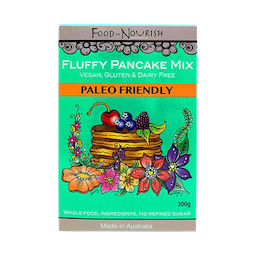 FOOD TO NOURISH
FLUFFY PANCAKE MIX
VEGAN, GLUTEN & DAIRY FREE
PALEO FRIENDLY
300g
WHOLE FOOD, INGREDIENTS, NO REFINED SUGAR
Made in Australia